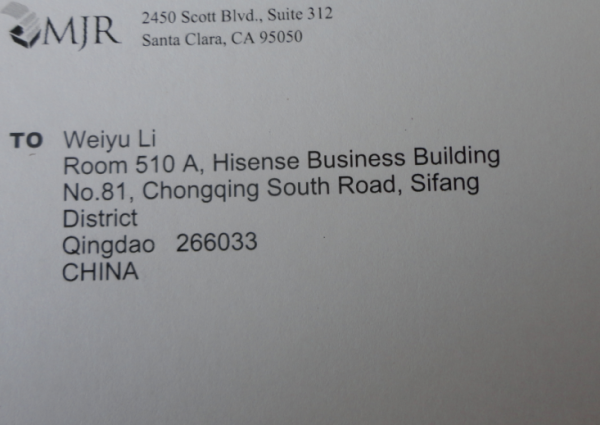 MJR
2450 Scott Blvd., Suite 312
Santa Clara, CA 95050
TO Weiyu Li
Room 510 A, Hisense Business Building
No.81, Chongqing South Road, Sifang
District
Qingdao 266033
CHINA